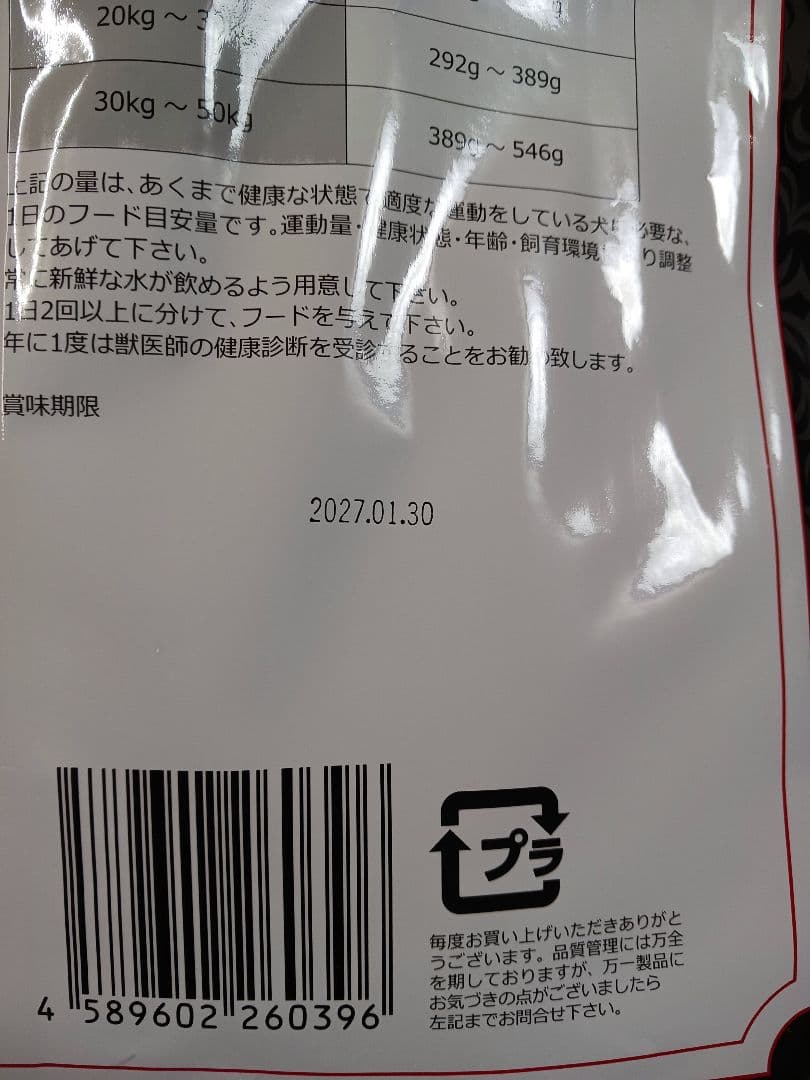 20kg ～ 3
g
292g ～ 389g
30kg ～ 50kg
389g ～ 546g
上記の量は、あくまで健康な状態で適度な運動をしている犬に必要な、
1日のフード目安量です。運動量・健康状態・年齢・飼育環境 り調整
してあげて下さい。
常に新鮮な水が飲めるよう用意して下さい。
1日2回以上に分けて、フードを与えて下さい。
年に1度は獣医師の健康診断を受診することをお勧め致します。
賞味期限
2027.01.30
4 589602 260396
プラ
毎度お買い上げいただきありがと
うございます。品質管理には万全
を期しておりますが、万一製品に
お気づきの点がございましたら
左記までお問合せ下さい。